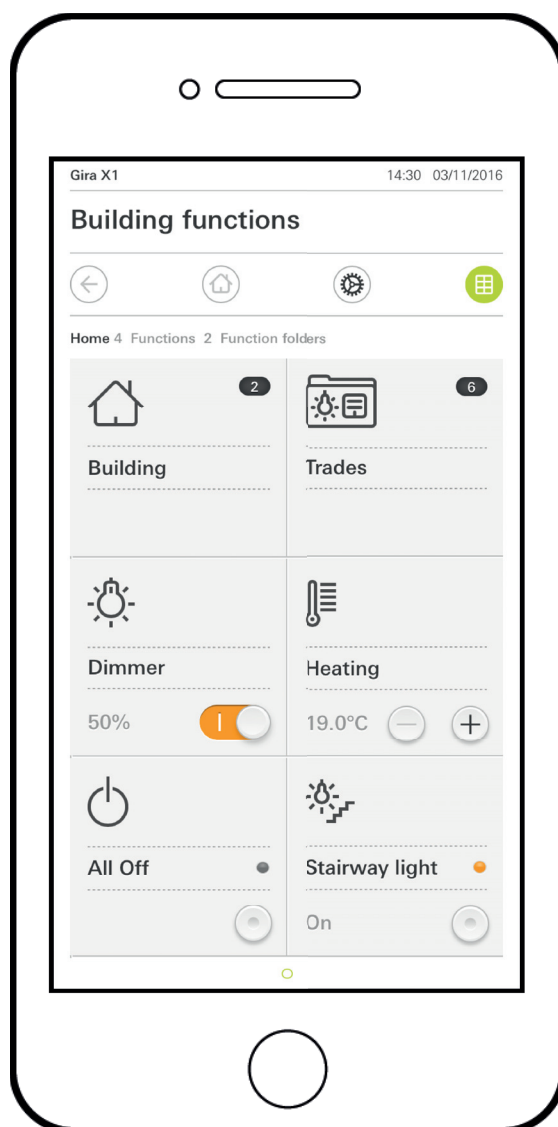 Gira X1 14:30 03/11/2016
Building functions
Home 4 Functions 2 Function folders
2 6
Building Trades
Dimmer Heating
50% 19.0°C
All Off Stairway light
On